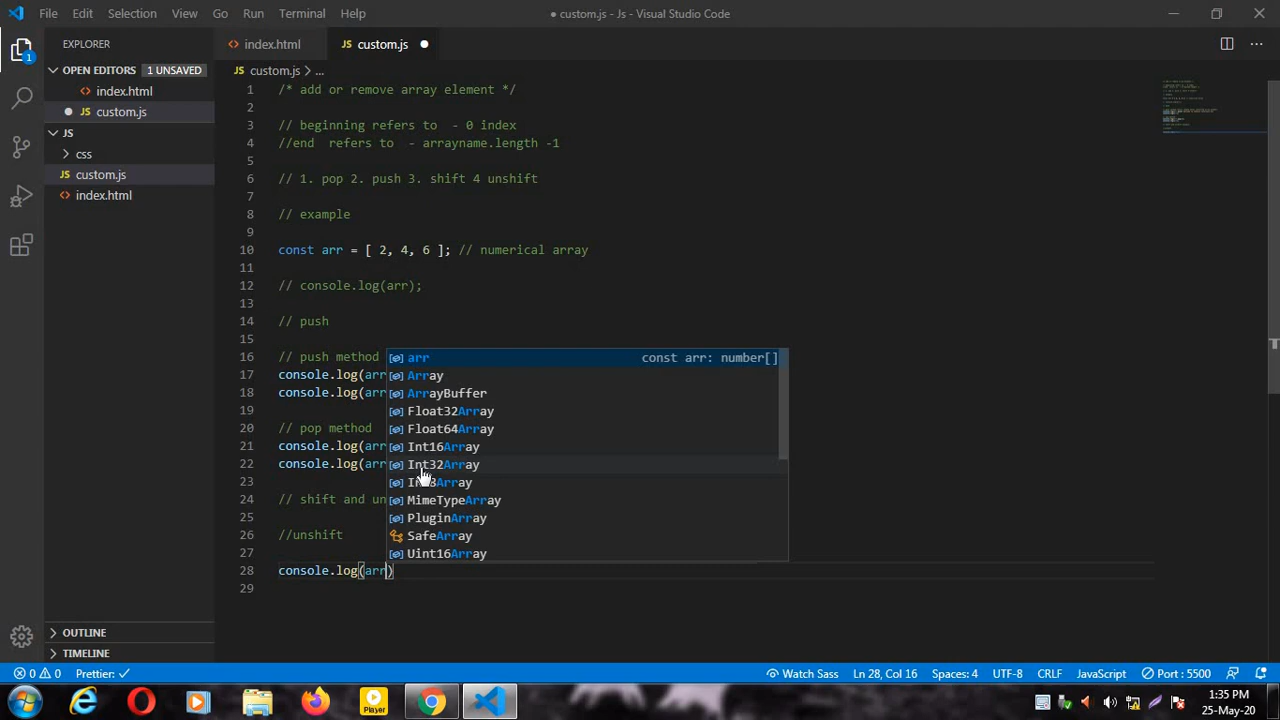 File Edit Selection View Go Run Terminal Help
● custom.js - Js - Visual Studio Code
EXPLORER
index.html
custom.js
OPEN EDITORS 1 UNSAVED
custom.js > ...
index.html
custom.js
JS
css
custom.js
index.html
1 /* add or remove array element */
2
3 // beginning refers to - 0 index
4 //end refers to - arrayname.length -1
5
6 // 1. pop 2. push 3. shift 4 unshift
7
8 // example
9
10 const arr = [ 2, 4, 6 ]; // numerical array
11
12 // console.log(arr);
13
14 // push
15
16 // push method
17 console.log(arr
18 console.log(arr
19
20 // pop method
21 console.log(arr
22 console.log(arr
23
24 // shift and un
25
26 //unshift
27
28 console.log(arr)
29
arr const arr: number[]
Array
ArrayBuffer
Float32Array
Float64Array
Int16Array
Int32Array
Array
MimeTypeArray
PluginArray
SafeArray
Uint16Array
OUTLINE
TIMELINE
0 0 Prettier: ✓
Watch Sass Ln 28, Col 16 Spaces: 4 UTF-8 CRLF JavaScript Port : 5500
1
Player
1:35 PM
25-May-20